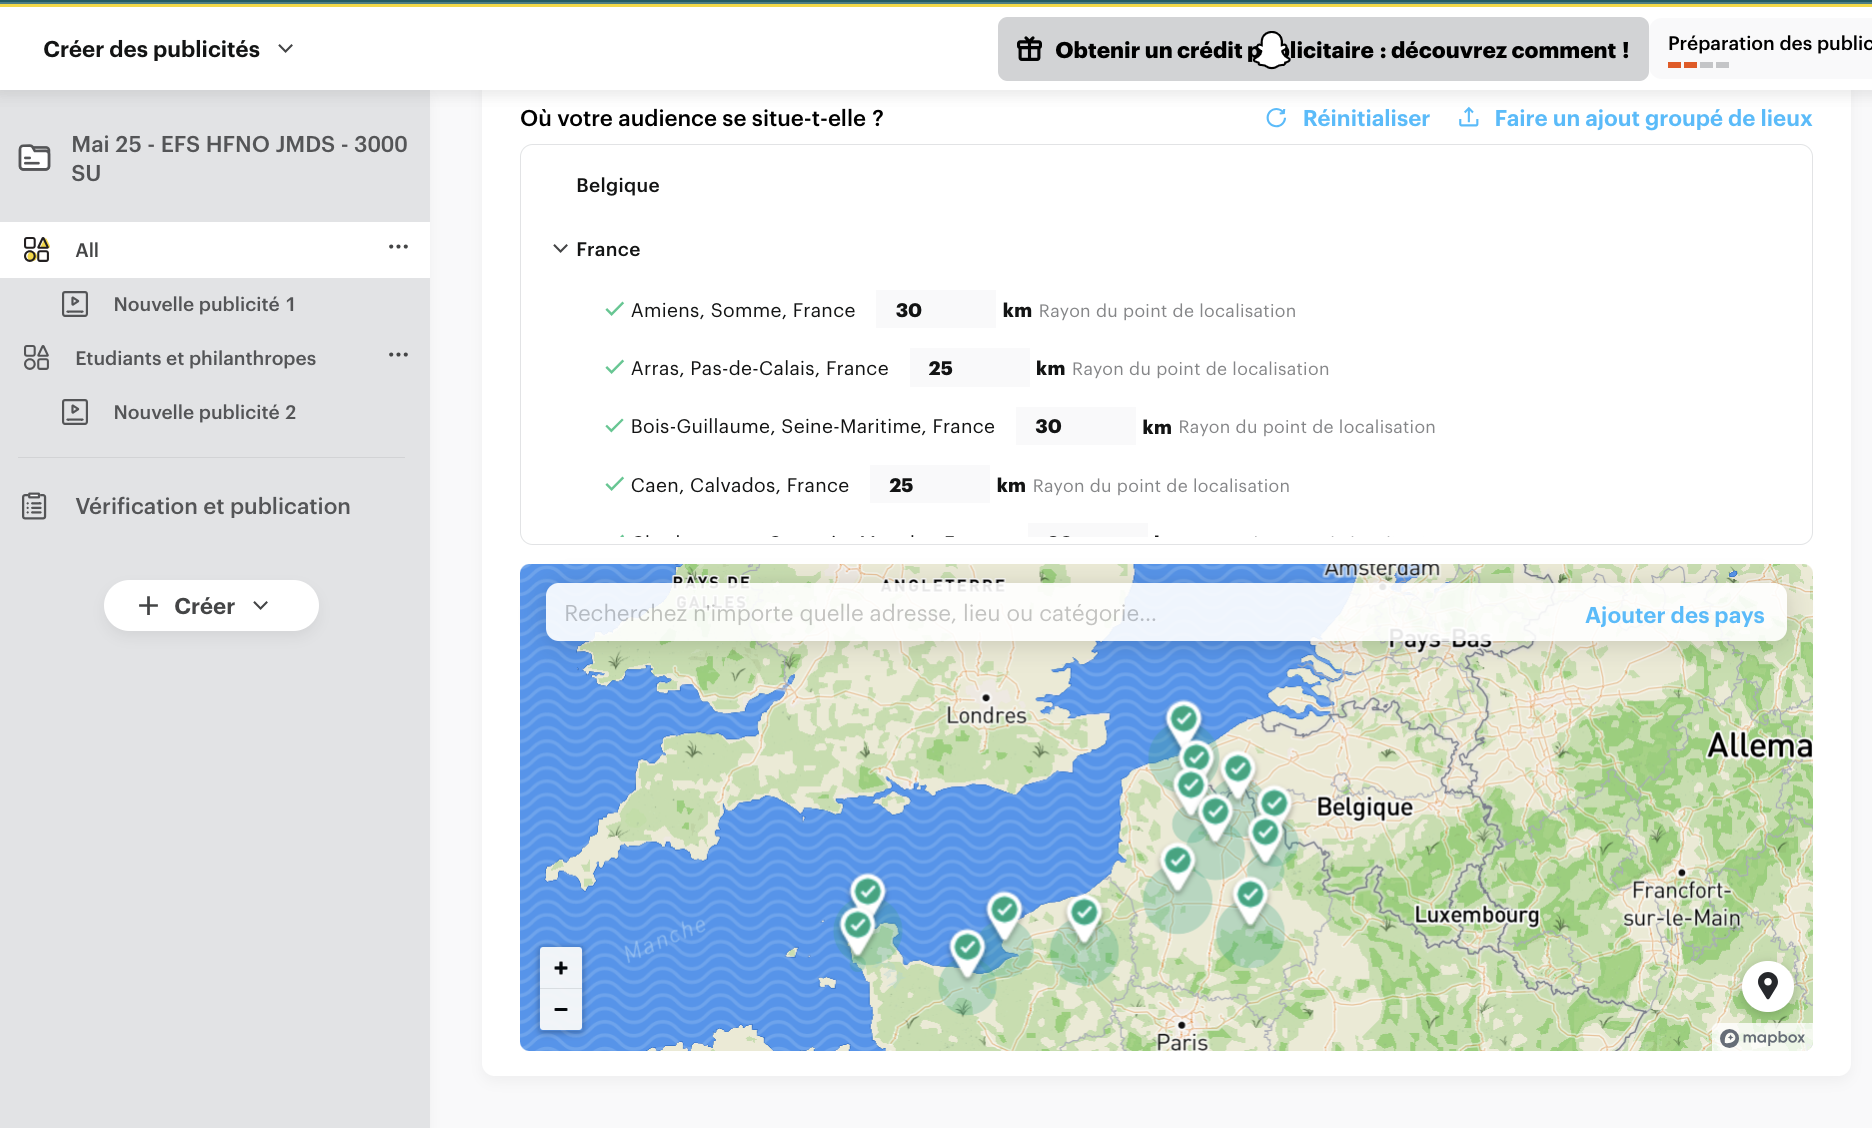 Créer des publicités
Obtenir un crédit publicitaire : découvrez comment !
Préparation des public
Mai 25 - EFS HFNO JMDS - 3000
SU
All
Nouvelle publicité 1
Etudiants et philanthropes
Nouvelle publicité 2
Vérification et publication
Créer
Où votre audience se situe-t-elle ?
Réinitialiser
Faire un ajout groupé de lieux
Belgique
France
Amiens, Somme, France 30 km Rayon du point de localisation
Arras, Pas-de-Calais, France 25 km Rayon du point de localisation
Bois-Guillaume, Seine-Maritime, France 30 km Rayon du point de localisation
Caen, Calvados, France 25 km Rayon du point de localisation
PAYS DE
GALLES
ANGLETERRE
Amsterdam
Recherchez n'importe quelle adresse, lieu ou catégorie...
Ajouter des pays
Pays-Bas
Londres
Allema
Belgique
Francfort-
sur-le-Main
Luxembourg
Manche
+
−
Paris
mapbox